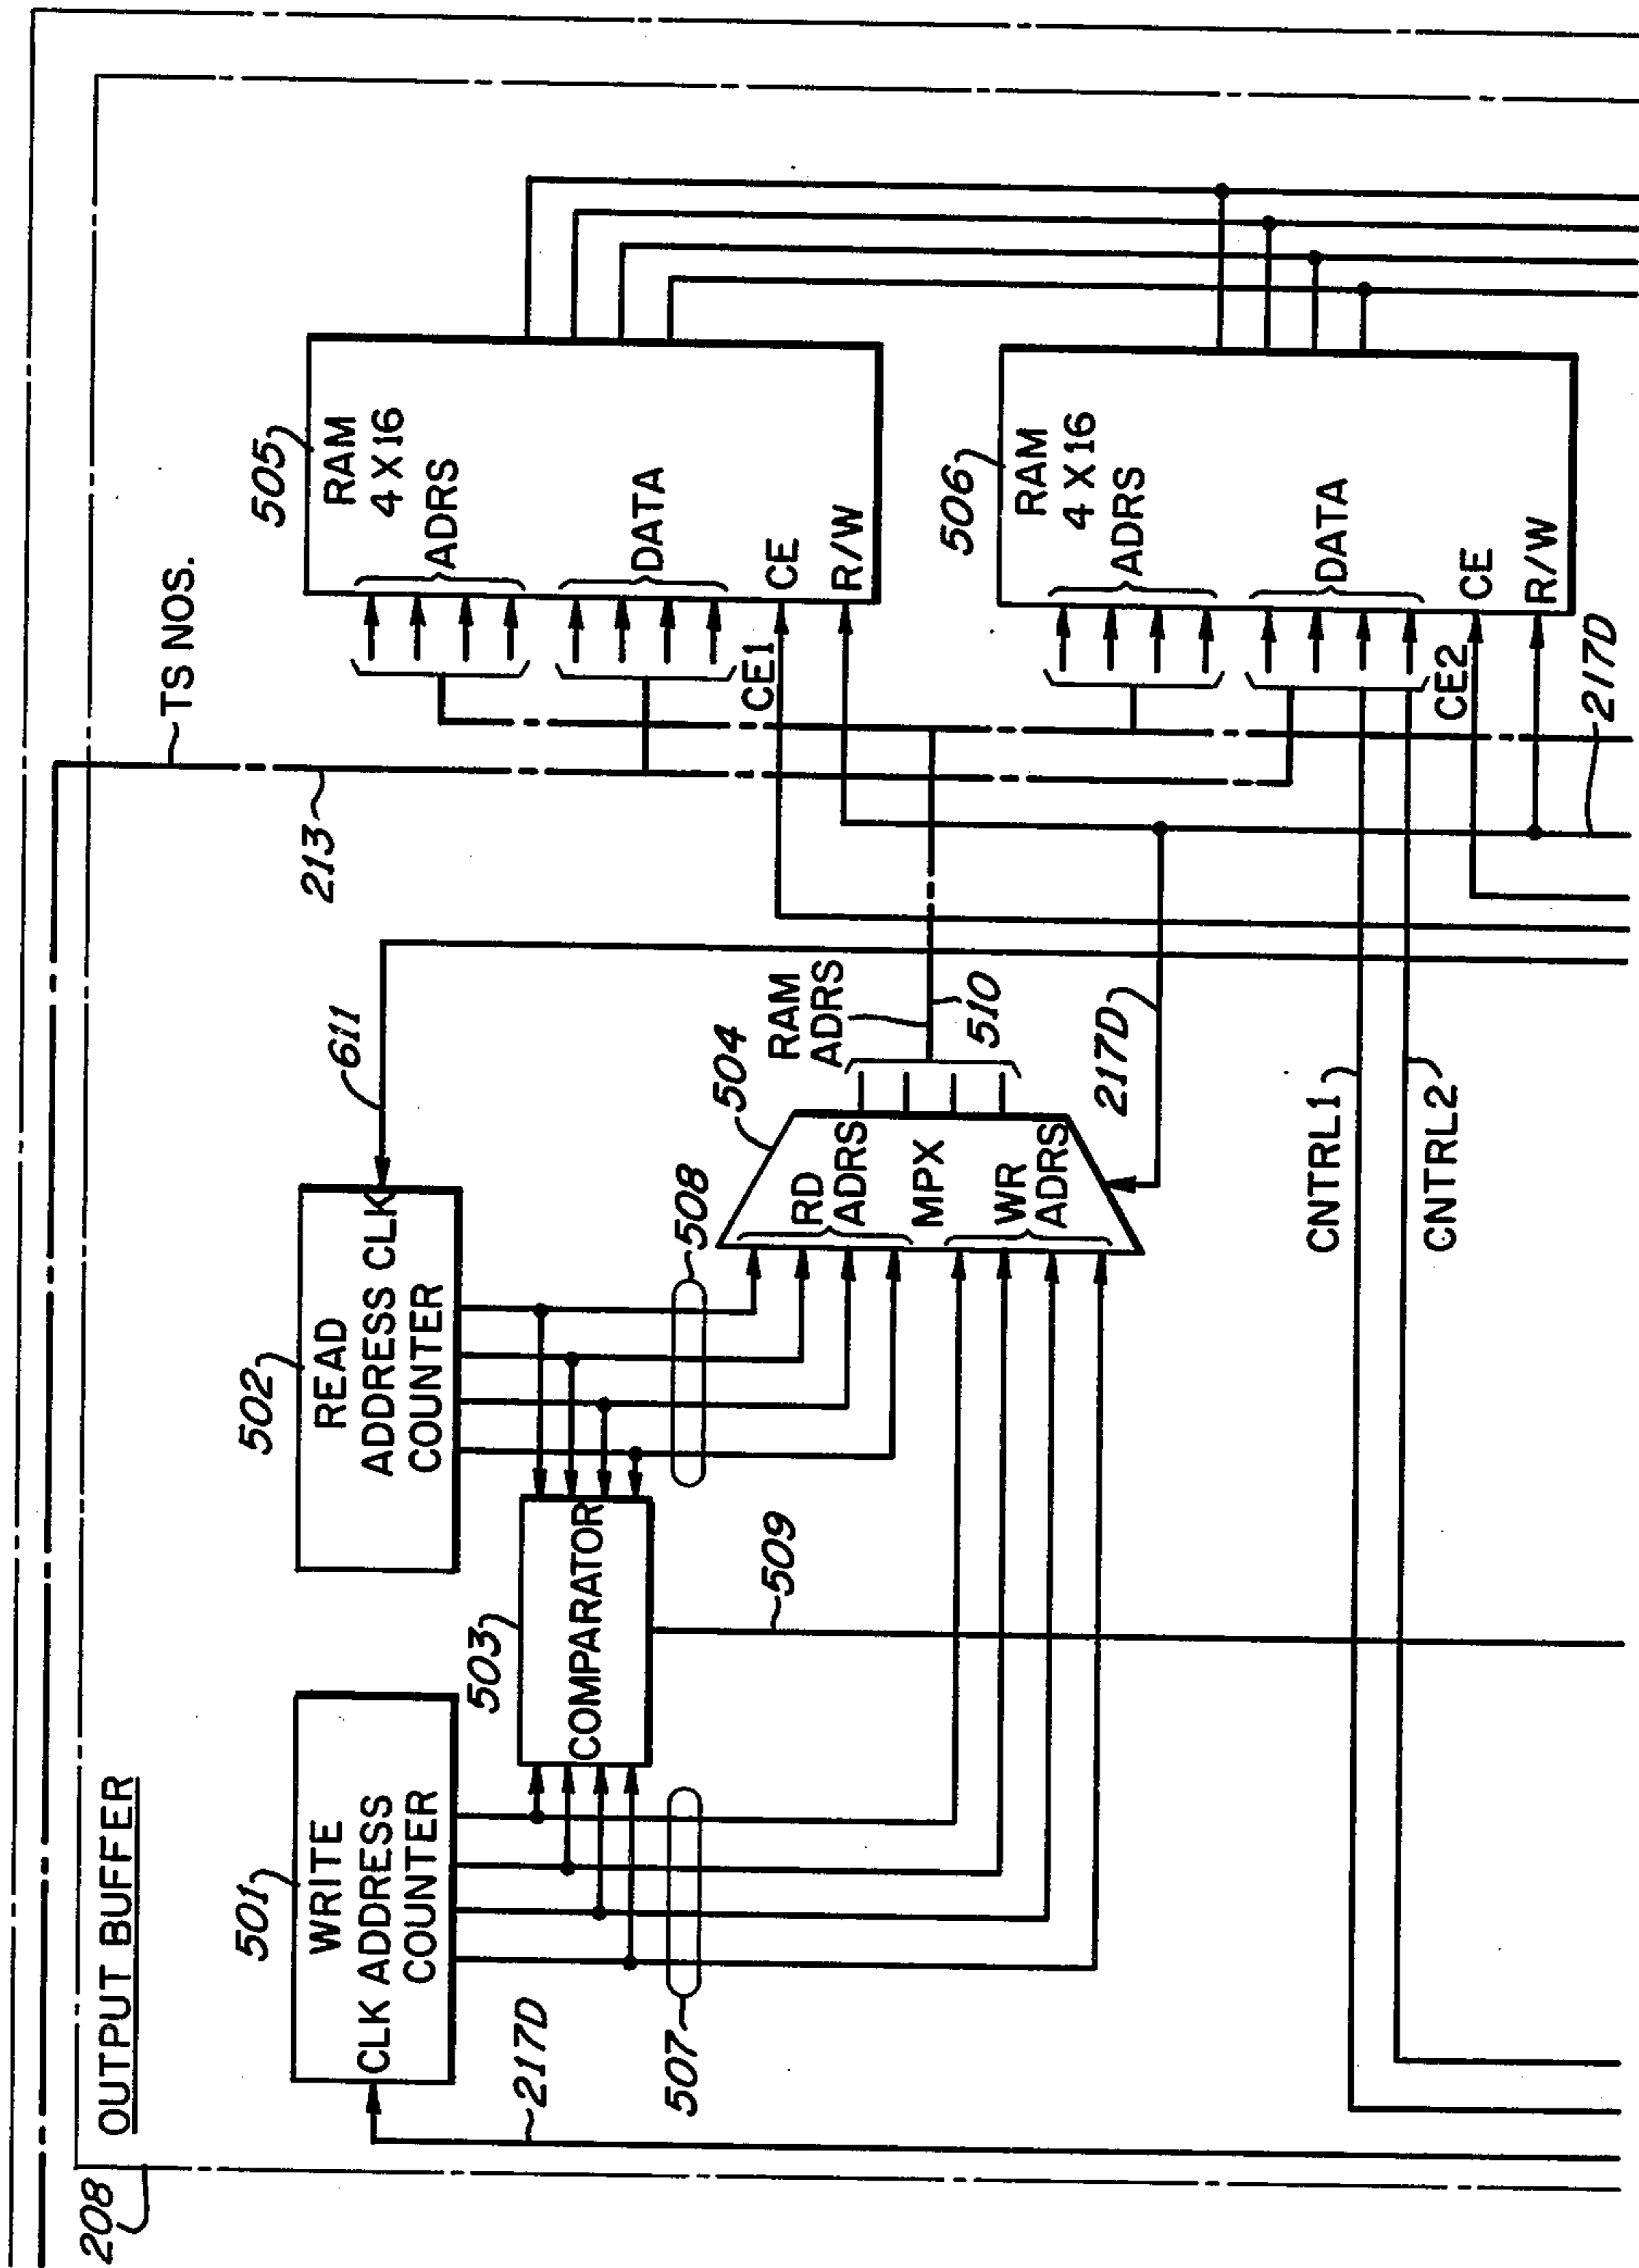 208
OUTPUT BUFFER
501
WRITE
CLK ADDRESS
COUNTER
217D
507
502
READ
ADDRESS CLK
COUNTER
611
503
COMPARATOR
508
509
504
RD
ADRS
MPX
WR
ADRS
RAM
ADRS
510
217D
CNTRL1
CNTRL2
213
TS NOS.
505
RAM
4 X 16
ADRS
DATA
CE
R/W
CE1
506
RAM
4 X 16
ADRS
DATA
CE
R/W
CE2
217D